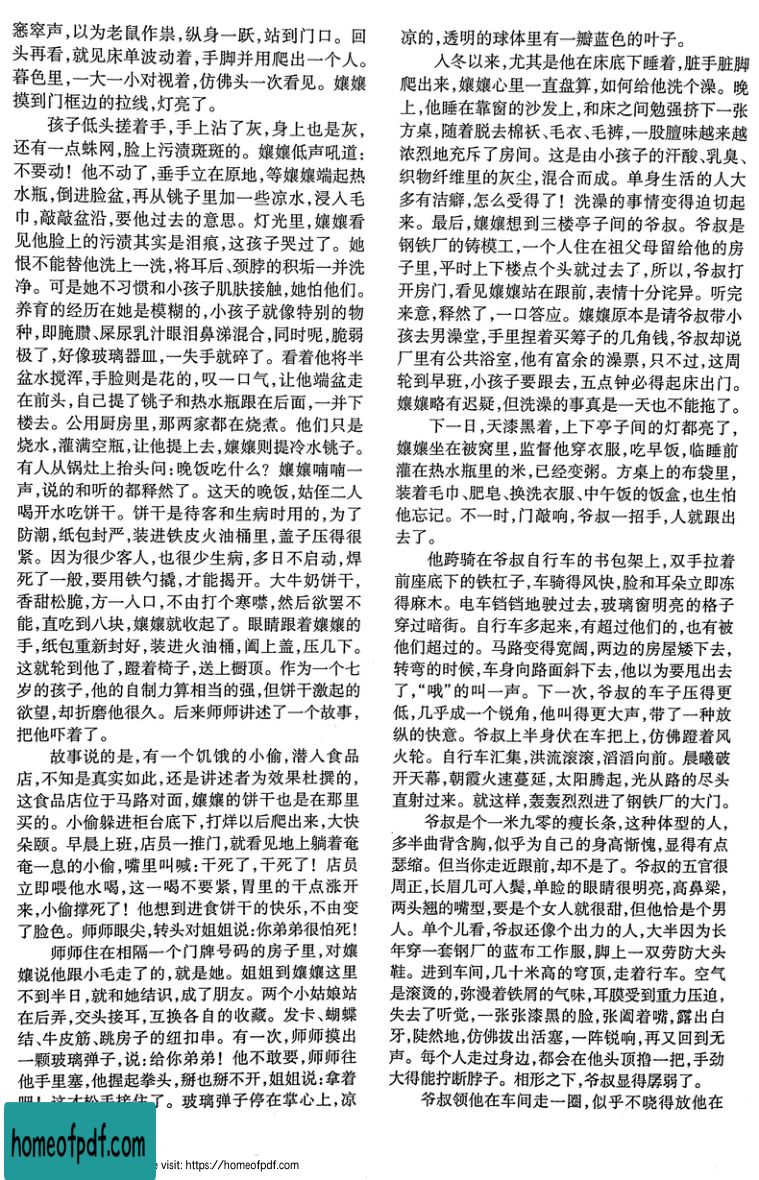 窸窣声,以为老鼠作祟,纵身一跃,站到门口。回
头再看,就见床单波动着,手脚并用爬出一个人。
暮色里,一大一小对视着,仿佛头一次看见。孃孃
摸到门框边的拉线,灯亮了。
孩子低头搓着手,手上沾了灰,身上也是灰,
还有一点蛛网,脸上污渍斑斑的。孃孃低声吼道:
不要动!他不动了,垂手立在原地,等孃孃端起热
水瓶,倒进脸盆,再从铫子里加一些凉水,浸入毛
巾,敲敲盆沿,要他过去的意思。灯光里,孃孃看
见他脸上的污渍其实是泪痕,这孩子哭过了。她
恨不能替他洗上一洗,将耳后、颈脖的积垢一并洗
净。可是她不习惯和小孩子肌肤接触,她怕他们。
养育的经历在她是模糊的,小孩子就像特别的物
种,即腌臜、屎尿乳汁眼泪鼻涕混合,同时呢,脆弱
极了,好像玻璃器皿,一失手就碎了。看着他将半
盆水搅浑,手脸则是花的,叹一口气,让他端盆走
在前头,自己提了铫子和热水瓶跟在后面,一并下
楼去。公用厨房里,那两家都在烧煮。他们只是
烧水,灌满空瓶,让他提上去,孃孃则提冷水铫子。
有人从锅灶上抬头问:晚饭吃什么?孃孃喃喃一
声,说的和听的都释然了。这天的晚饭,姑侄二人
喝开水吃饼干。饼干是待客和生病时用的,为了
防潮,纸包封严,装进铁皮火油桶里,盖子压得很
紧。因为很少客人,也很少生病,多日不启动,焊
死了一般,要用铁勺撬,才能揭开。大牛奶饼干,
香甜松脆,方一入口,不由打个寒噤,然后欲罢不
能,直吃到八块,孃孃就收起了。眼睛跟着孃孃的
手,纸包重新封好,装进火油桶,阖上盖,压几下。
这就轮到他了,蹬着椅子,送上橱顶。作为一个七
岁的孩子,他的自制力算相当的强,但饼干激起的
欲望,却折磨他很久。后来师师讲述了一个故事,
把他吓着了。
故事说的是,有一个饥饿的小偷,潜入食品
店,不知是真实如此,还是讲述者为效果杜撰的,
这食品店位于马路对面,孃孃的饼干也是在那里
买的。小偷躲进柜台底下,打烊以后爬出来,大快
朵颐。早晨上班,店员一推门,就看见地上躺着奄
奄一息的小偷,嘴里叫喊:干死了,干死了!店员
立即喂他水喝,这一喝不要紧,胃里的干点涨开
来,小偷撑死了!他想到进食饼干的快乐,不由变
了脸色。师师眼尖,转头对姐姐说:你弟弟很怕死!
师师住在相隔一个门牌号码的房子里,对孃
孃说他跟小毛走了的,就是她。姐姐到孃孃这里
不到半日,就和她结识,成了朋友。两个小姑娘站
在后弄,交头接耳,互换各自的收藏。发卡、蝴蝶
结、牛皮筋、跳房子的纽扣串。有一次,师师摸出
一颗玻璃弹子,说:给你弟弟!他不敢要,师师往
他手里塞,他握起拳头,掰也掰不开,姐姐说:拿着
吧!这才松手接住了。玻璃弹子停在掌心上,凉
凉的,透明的球体里有一瓣蓝色的叶子。
入冬以来,尤其是他在床底下睡着,脏手脏脚
爬出来,孃孃心里一直盘算,如何给他洗个澡。晚
上,他睡在靠窗的沙发上,和床之间勉强挤下一张
方桌,随着脱去棉袄、毛衣、毛裤,一股膻味越来越
浓烈地充斥了房间。这是由小孩子的汗酸、乳臭、
织物纤维里的灰尘,混合而成。单身生活的人大
多有洁癖,怎么受得了!洗澡的事情变得迫切起
来。最后,孃孃想到三楼亭子间的爷叔。爷叔是
钢铁厂的铸模工,一个人住在祖父母留给他的房
子里,平时上下楼点个头就过去了,所以,爷叔打
开房门,看见孃孃站在跟前,表情十分诧异。听完
来意,释然了,一口答应。孃孃原本是请爷叔带小
孩去男澡堂,手里捏着买筹子的几角钱,爷叔却说
厂里有公共浴室,他有富余的澡票,只不过,这周
轮到早班,小孩子要跟去,五点钟必得起床出门。
孃孃略有迟疑,但洗澡的事真是一天也不能拖了。
下一日,天漆黑着,上下亭子间的灯都亮了,
孃孃坐在被窝里,监督他穿衣服,吃早饭,临睡前
灌在热水瓶里的米,已经变粥。方桌上的布袋里,
装着毛巾、肥皂、换洗衣服、中午饭的饭盒,也生怕
他忘记。不一时,门敲响,爷叔一招手,人就跟出
去了。
他跨骑在爷叔自行车的书包架上,双手拉着
前座底下的铁杠子,车骑得风快,脸和耳朵立即冻
得麻木。电车铛铛地驶过去,玻璃窗明亮的格子
穿过暗街。自行车多起来,有超过他们的,也有被
他们超过的。马路变得宽阔,两边的房屋矮下去,
转弯的时候,车身向路面斜下去,他以为要甩出去
了,“哦”的叫一声。下一次,爷叔的车子压得更
低,几乎成一个锐角,他叫得更大声,带了一种放
纵的快意。爷叔上半身伏在车把上,仿佛蹬着风
火轮。自行车汇集,洪流滚滚,滔滔向前。晨曦破
开天幕,朝霞火速蔓延,太阳腾起,光从路的尽头
直射过来。就这样,轰轰烈烈进了钢铁厂的大门。
爷叔是个一米九零的瘦长条,这种体型的人,
多半曲背含胸,似乎为自己的身高惭愧,显得有点
瑟缩。但当你走近跟前,却不是了。爷叔的五官很
周正,长眉几可入鬓,单睑的眼睛很明亮,高鼻梁,
两头翘的嘴型,要是个女人就很甜,但他恰是个男
人。单个儿看,爷叔还像个出力的人,大半因为长
年穿一套钢厂的蓝布工作服,脚上一双劳防大头
鞋。进到车间,几十米高的穹顶,走着行车。空气
是滚烫的,弥漫着铁屑的气味,耳膜受到重力压迫,
失去了听觉,一张张漆黑的脸,张阖着嘴,露出白
牙,陡然地,仿佛拔出活塞,一阵锐响,再又回到无
声。每个人走过身边,都会在他头顶撸一把,手劲
大得能拧断脖子。相形之下,爷叔显得孱弱了。
爷叔领他在车间走一圈,似乎不晓得放他在
homeofpdf.com
e visit: https://homeofpdf.com